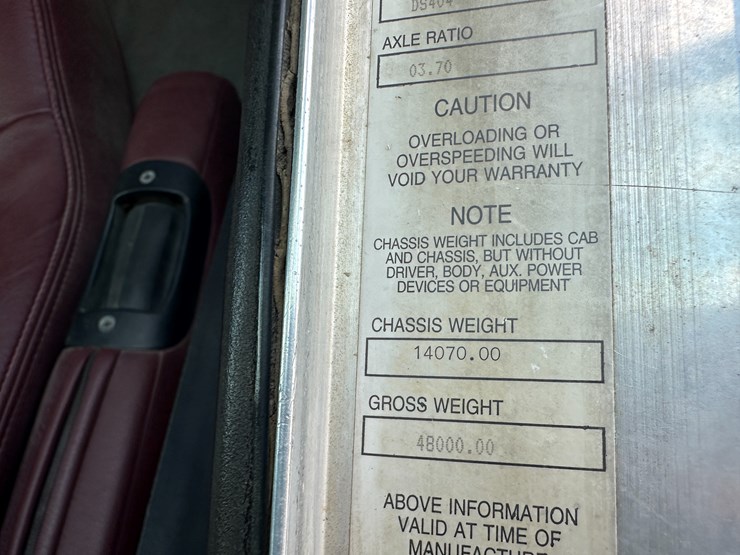 DS404
AXLE RATIO
03.70
CAUTION
OVERLOADING OR
OVERSPEEDING WILL
VOID YOUR WARRANTY
NOTE
CHASSIS WEIGHT INCLUDES CAB
AND CHASSIS, BUT WITHOUT
DRIVER, BODY, AUX. POWER
DEVICES OR EQUIPMENT
CHASSIS WEIGHT
14070.00
GROSS WEIGHT
48000.00
ABOVE INFORMATION
VALID AT TIME OF
MANUFACTURE